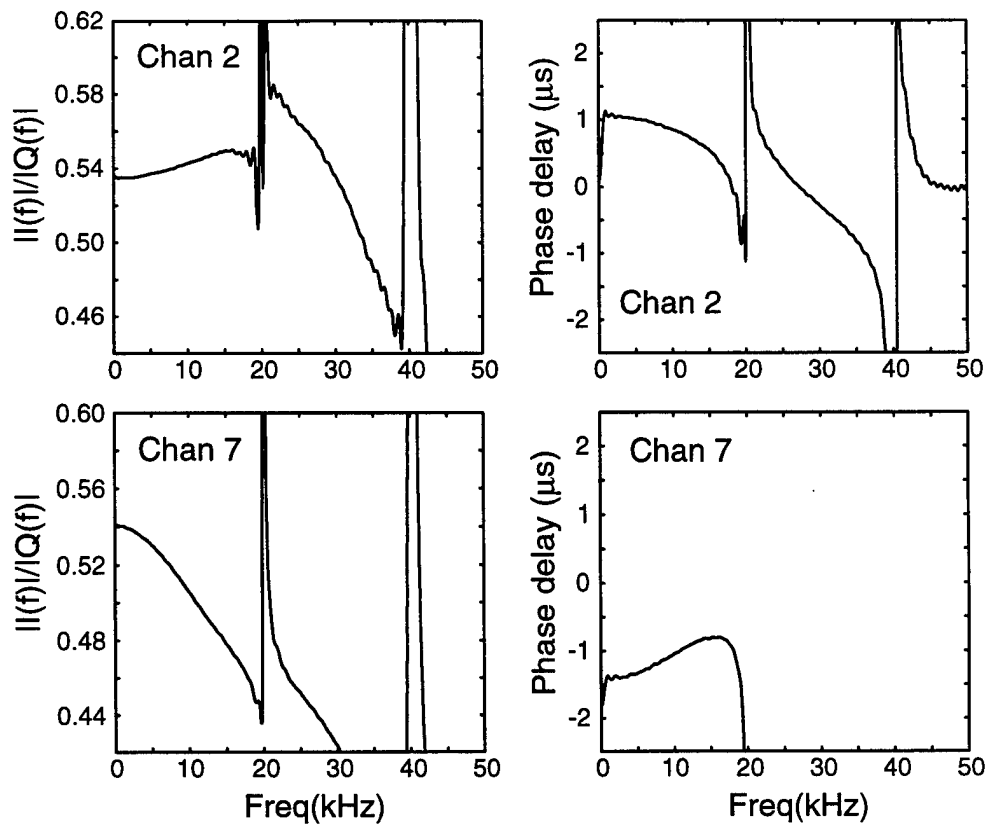 Chan 2
|I(f)|/|Q(f)|
0.62
0.58
0.54
0.50
0.46
0 10 20 30 40 50
Chan 2
Phase delay (μs)
2
1
0
-1
-2
0 10 20 30 40 50
Chan 7
|I(f)|/|Q(f)|
0.60
0.56
0.52
0.48
0.44
0 10 20 30 40 50
Freq(kHz)
Chan 7
Phase delay (μs)
2
1
0
-1
-2
0 10 20 30 40 50
Freq(kHz)